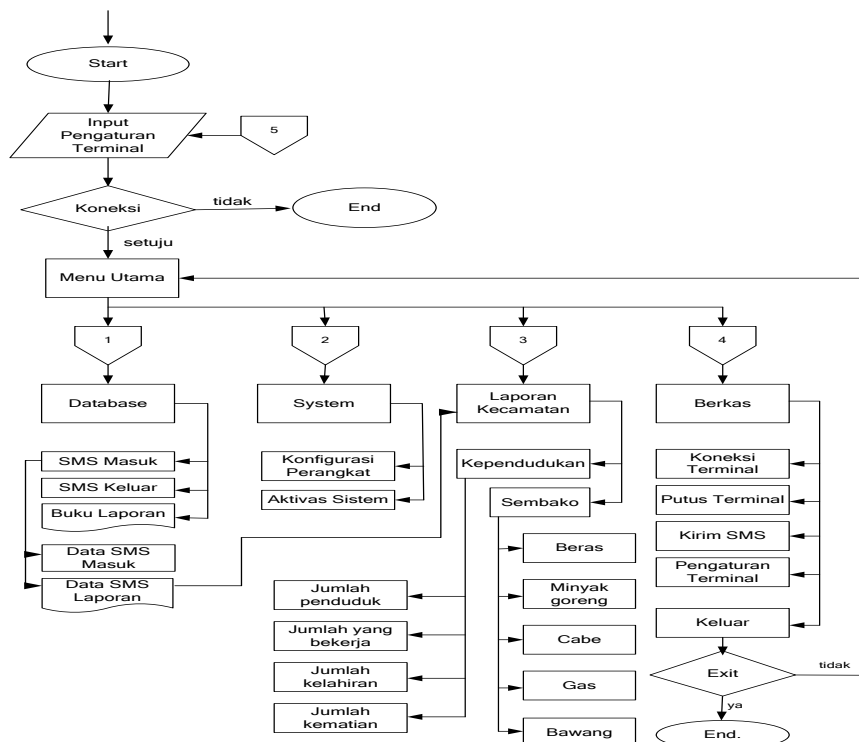 Start
Input
Pengaturan
Terminal
5
Koneksi
tidak
End
setuju
Menu Utama
1
2
3
4
Database
System
Laporan
Kecamatan
Berkas
SMS Masuk
SMS Keluar
Buku Laporan
Data SMS
Masuk
Data SMS
Laporan
Konfigurasi
Perangkat
Aktivas Sistem
Kependudukan
Sembako
Beras
Minyak
goreng
Cabe
Gas
Bawang
Jumlah
penduduk
Jumlah yang
bekerja
Jumlah
kelahiran
Jumlah
kematian
Koneksi
Terminal
Putus Terminal
Kirim SMS
Pengaturan
Terminal
Keluar
Exit
tidak
ya
End.